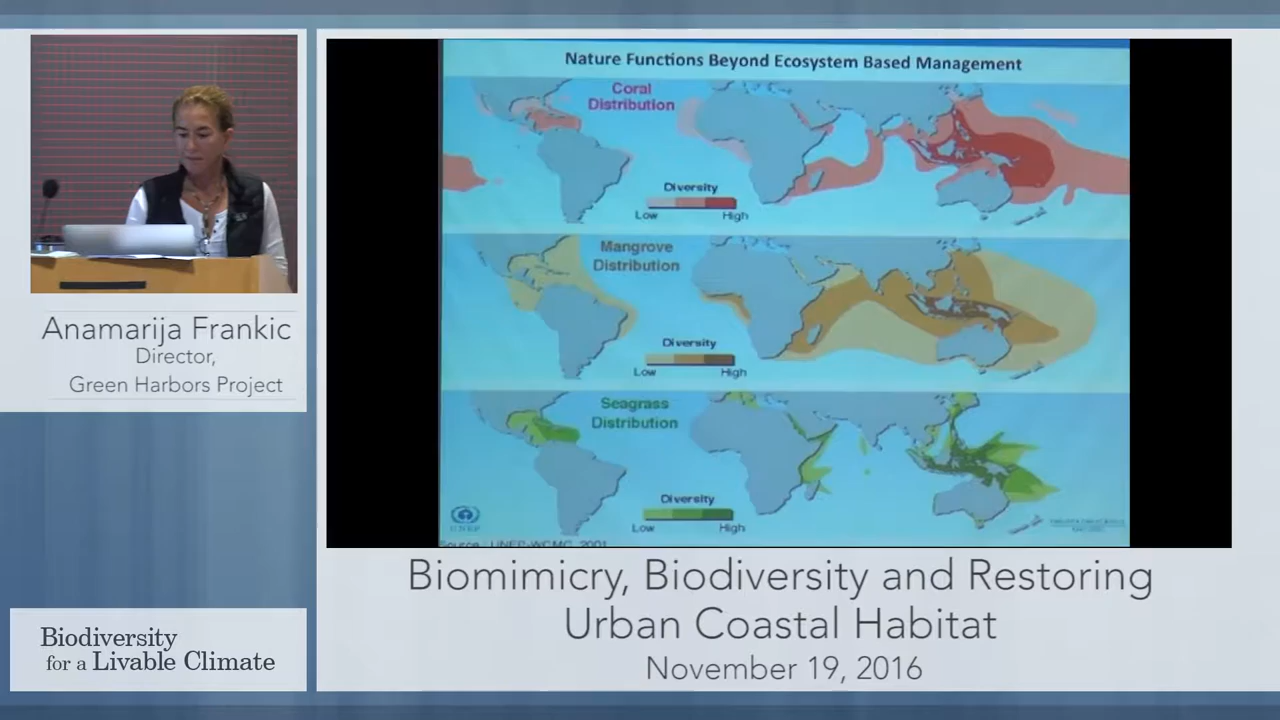 Nature Functions Beyond Ecosystem Based Management
Coral
Distribution
Diversity
Low High
Mangrove
Distribution
Diversity
Low High
Seagrass
Distribution
Diversity
Low High
UNEP
Source : UNEP-WCMC, 2001
Anamarija Frankic
Director,
Green Harbors Project
Biodiversity
for a Livable Climate
Biomimicry, Biodiversity and Restoring
Urban Coastal Habitat
November 19, 2016